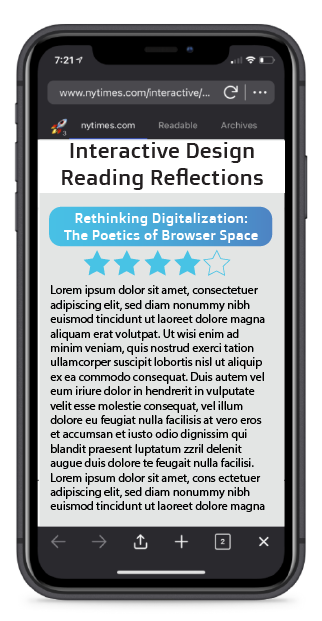 7:21
www.nytimes.com/interactive/...
3
nytimes.com
Readable
Archives
Interactive Design
Reading Reflections
Rethinking Digitalization:
The Poetics of Browser Space
Lorem ipsum dolor sit amet, consectetuer
adipiscing elit, sed diam nonummy nibh
euismod tincidunt ut laoreet dolore magna
aliquam erat volutpat. Ut wisi enim ad
minim veniam, quis nostrud exerci tation
ullamcorper suscipit lobortis nisl ut aliquip
ex ea commodo consequat. Duis autem vel
eum iriure dolor in hendrerit in vulputate
velit esse molestie consequat, vel illum
dolore eu feugiat nulla facilisis at vero eros
et accumsan et iusto odio dignissim qui
blandit praesent luptatum zzril delenit
augue duis dolore te feugait nulla facilisi.
Lorem ipsum dolor sit amet, cons ectetuer
adipiscing elit, sed diam nonummy nibh
euismod tincidunt ut laoreet dolore magna
2